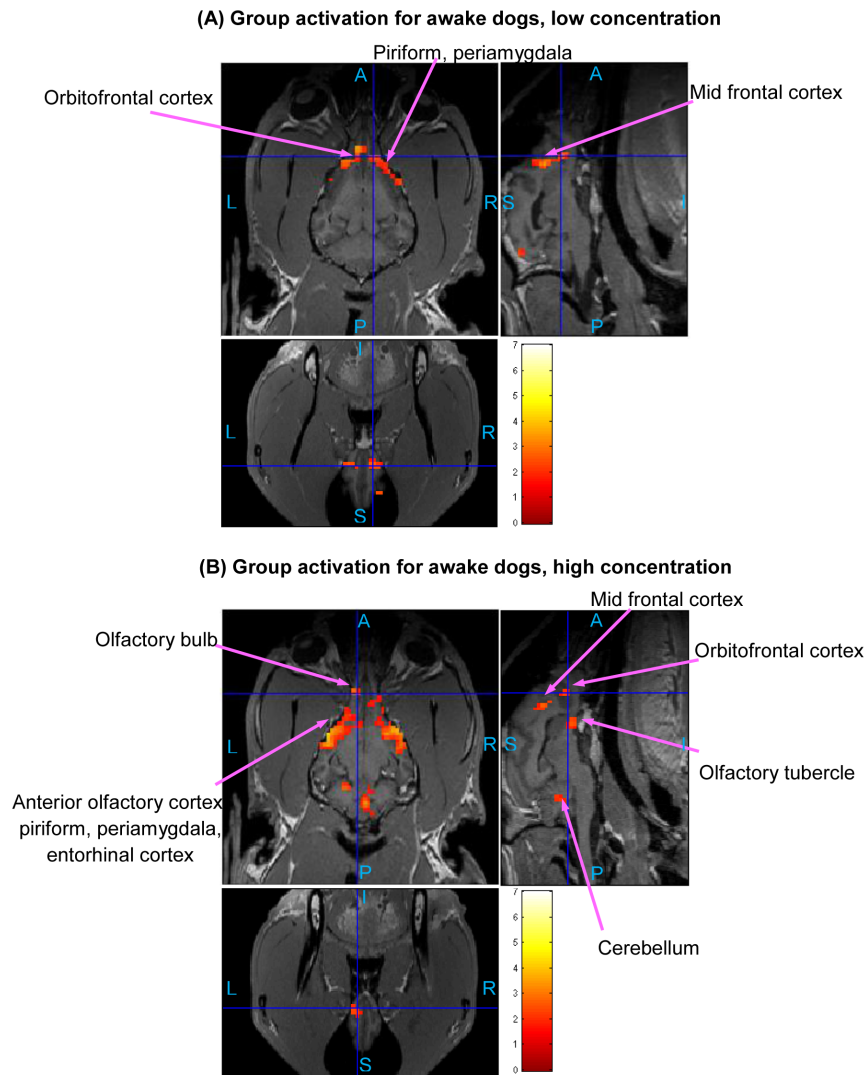 (A) Group activation for awake dogs, low concentration
Piriform, periamygdala
Orbitofrontal cortex
Mid frontal cortex
A
A
L
R
S
I
P
P
I
L
R
S
7
6
5
4
3
2
1
0
(B) Group activation for awake dogs, high concentration
Mid frontal cortex
Olfactory bulb
Orbitofrontal cortex
A
A
L
R
S
I
Olfactory tubercle
Anterior olfactory cortex
piriform, periamygdala,
entorhinal cortex
P
P
I
L
R
S
7
6
5
4
3
2
1
0
Cerebellum